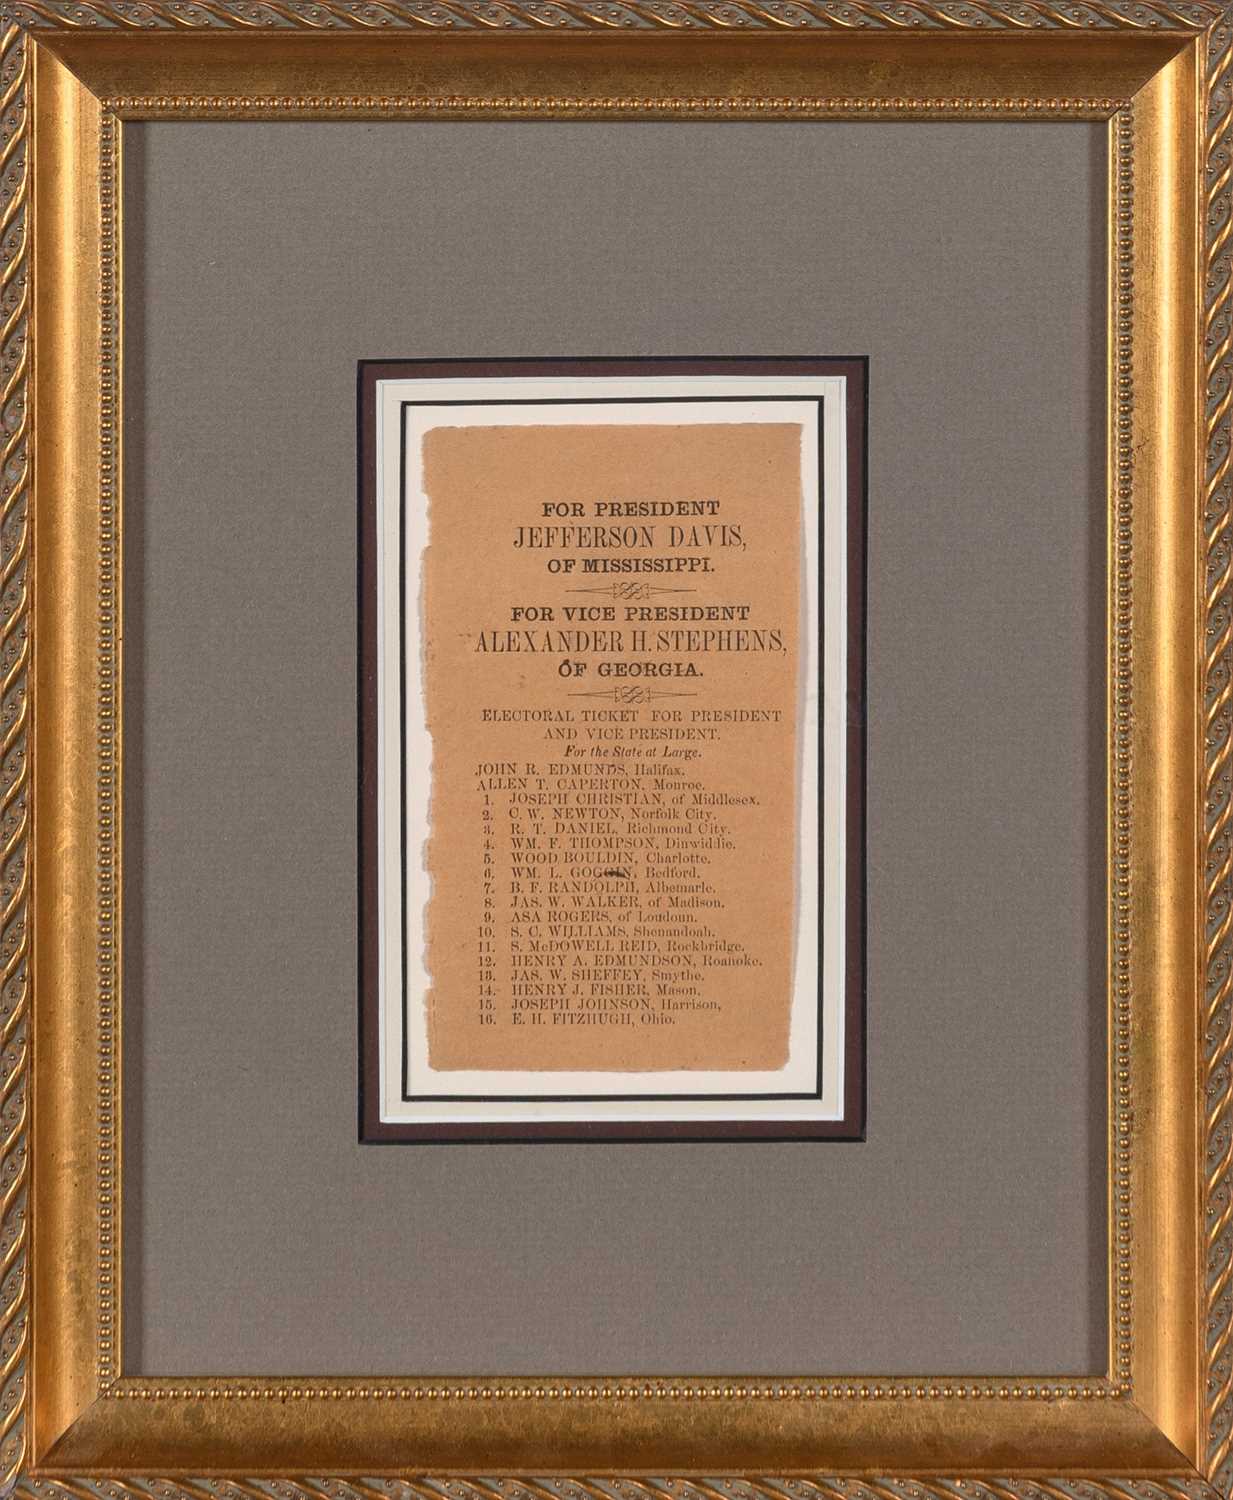 FOR PRESIDENT
JEFFERSON DAVIS,
OF MISSISSIPPI.
FOR VICE PRESIDENT
ALEXANDER H. STEPHENS,
OF GEORGIA.
ELECTORAL TICKET FOR PRESIDENT
AND VICE PRESIDENT.
For the State at Large.
JOHN R. EDMUNDS, Halifax.
ALLEN T. CAPERTON, Monroe.
1. JOSEPH CHRISTIAN, of Middlesex.
2. C. W. NEWTON, Norfolk City.
3. R. T. DANIEL, Richmond City.
4. WM. F. THOMPSON, Dinwiddie.
5. WOOD BOULDIN, Charlotte.
6. WM. L. GOGGIN, Bedford.
7. B. F. RANDOLPH, Albemarle.
8. JAS. W. WALKER, of Madison.
9. ASA ROGERS, of Loudoun.
10. S. C. WILLIAMS, Shenandoah.
11. S. McDOWELL REID, Rockbridge.
12. HENRY A. EDMUNDSON, Roanoke.
13. JAS. W. SHEFFEY, Smythe.
14. HENRY J. FISHER, Mason.
15. JOSEPH JOHNSON, Harrison,
16. E. H. FITZHUGH, Ohio.